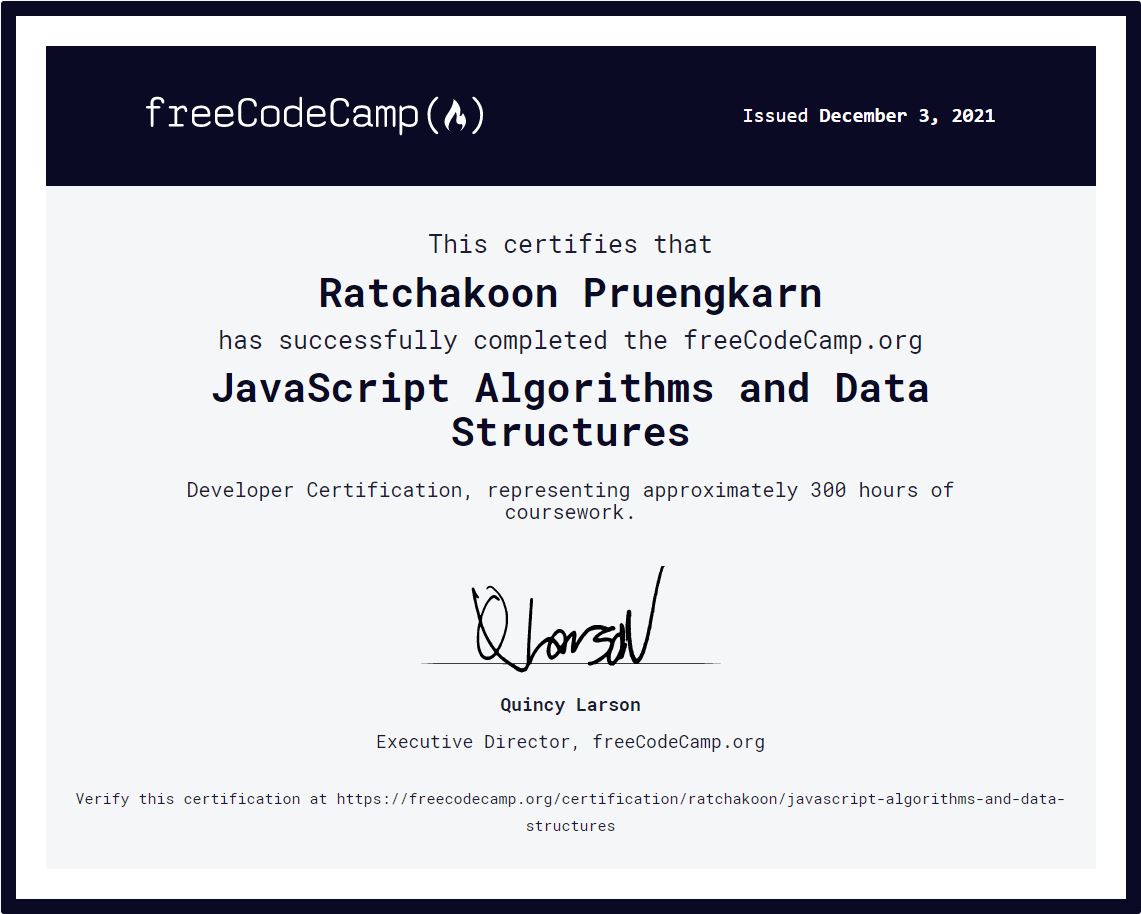 freeCodeCamp(🔥)
Issued December 3, 2021
This certifies that
Ratchakoon Pruengkarn
has successfully completed the freeCodeCamp.org
JavaScript Algorithms and Data
Structures
Developer Certification, representing approximately 300 hours of
coursework.
Q Larson
Quincy Larson
Executive Director, freeCodeCamp.org
Verify this certification at https://freecodecamp.org/certification/ratchakoon/javascript-algorithms-and-data-
structures